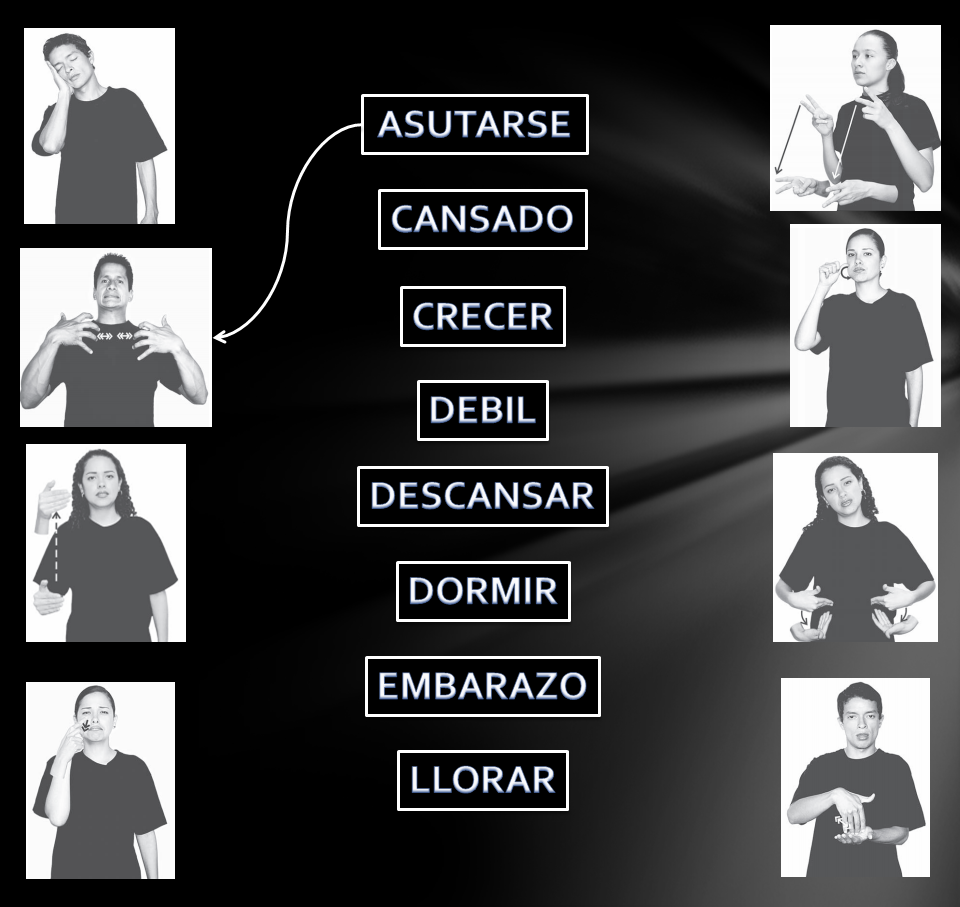 ASUTARSE
CANSADO
CRECER
DEBIL
DESCANSAR
DORMIR
EMBARAZO
LLORAR